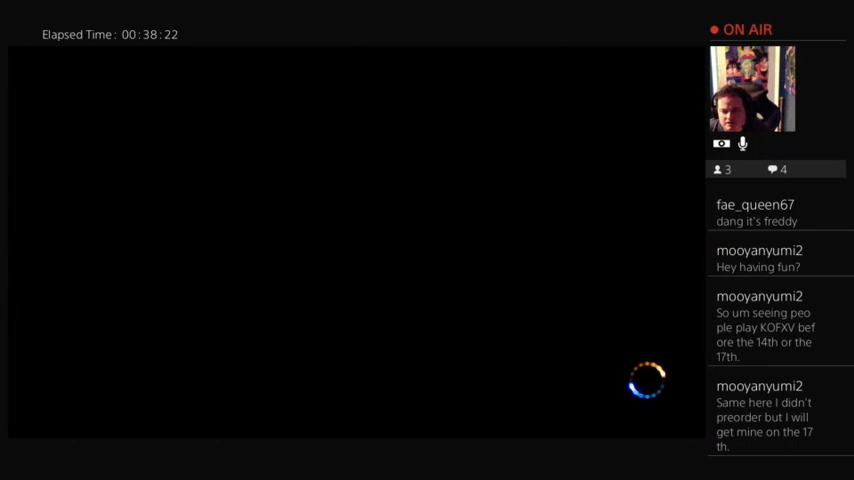 Elapsed Time: 00:38:22
ON AIR
3
4
fae_queen67
dang it's freddy
mooyanyumi2
Hey having fun?
mooyanyumi2
So um seeing peo
ple play KOFXV bef
ore the 14th or the
17th.
mooyanyumi2
Same here I didn't
preorder but I will
get mine on the 17
th.